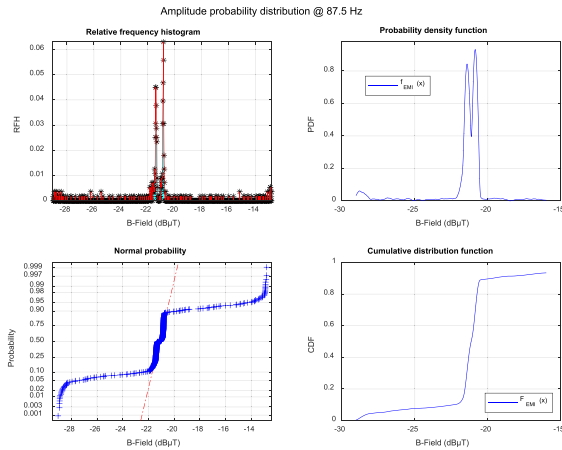 Amplitude probability distribution @ 87.5 Hz
Relative frequency histogram
0.06
0.05
0.04
0.03
0.02
0.01
0
RFH
-28 -26 -24 -22 -20 -18 -16 -14
B-Field (dBµT)
Probability density function
0.8
0.6
0.4
0.2
0
PDF
f EMI (x)
-30 -25 -20 -15
B-Field (dBµT)
Normal probability
0.999
0.997
0.99
0.98
0.95
0.90
0.75
0.50
0.25
0.10
0.05
0.02
0.01
0.003
0.001
Probability
-28 -26 -24 -22 -20 -18 -16 -14
B-Field (dBµT)
Cumulative distribution function
1
0.8
0.6
0.4
0.2
0
CDF
F EMI (x)
-30 -25 -20 -15
B-Field (dBµT)